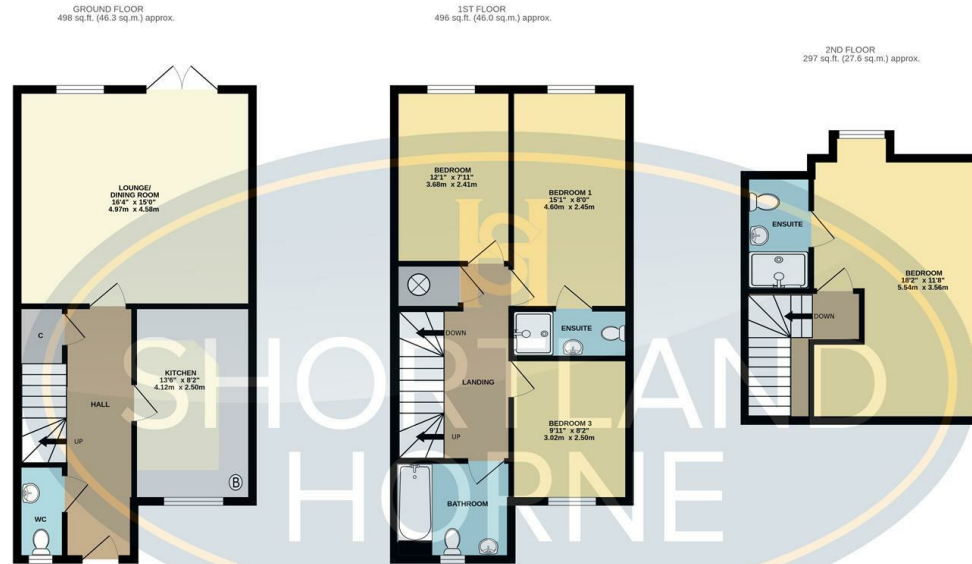 GROUND FLOOR
498 sq.ft. (46.3 sq.m.) approx.
1ST FLOOR
496 sq.ft. (46.0 sq.m.) approx.
2ND FLOOR
297 sq.ft. (27.6 sq.m.) approx.
LOUNGE/
DINING ROOM
16'4" x 15'0"
4.97m x 4.58m
C
KITCHEN
13'6" x 8'2"
4.12m x 2.50m
HALL
UP
WC
B
BEDROOM
12'1" x 7'11"
3.68m x 2.41m
BEDROOM 1
15'1" x 8'0"
4.60m x 2.45m
DOWN
ENSUITE
LANDING
UP
BEDROOM 3
9'11" x 8'2"
3.02m x 2.50m
BATHROOM
ENSUITE
BEDROOM
18'2" x 11'8"
5.54m x 3.56m
DOWN
SHORTLAND
HORNE